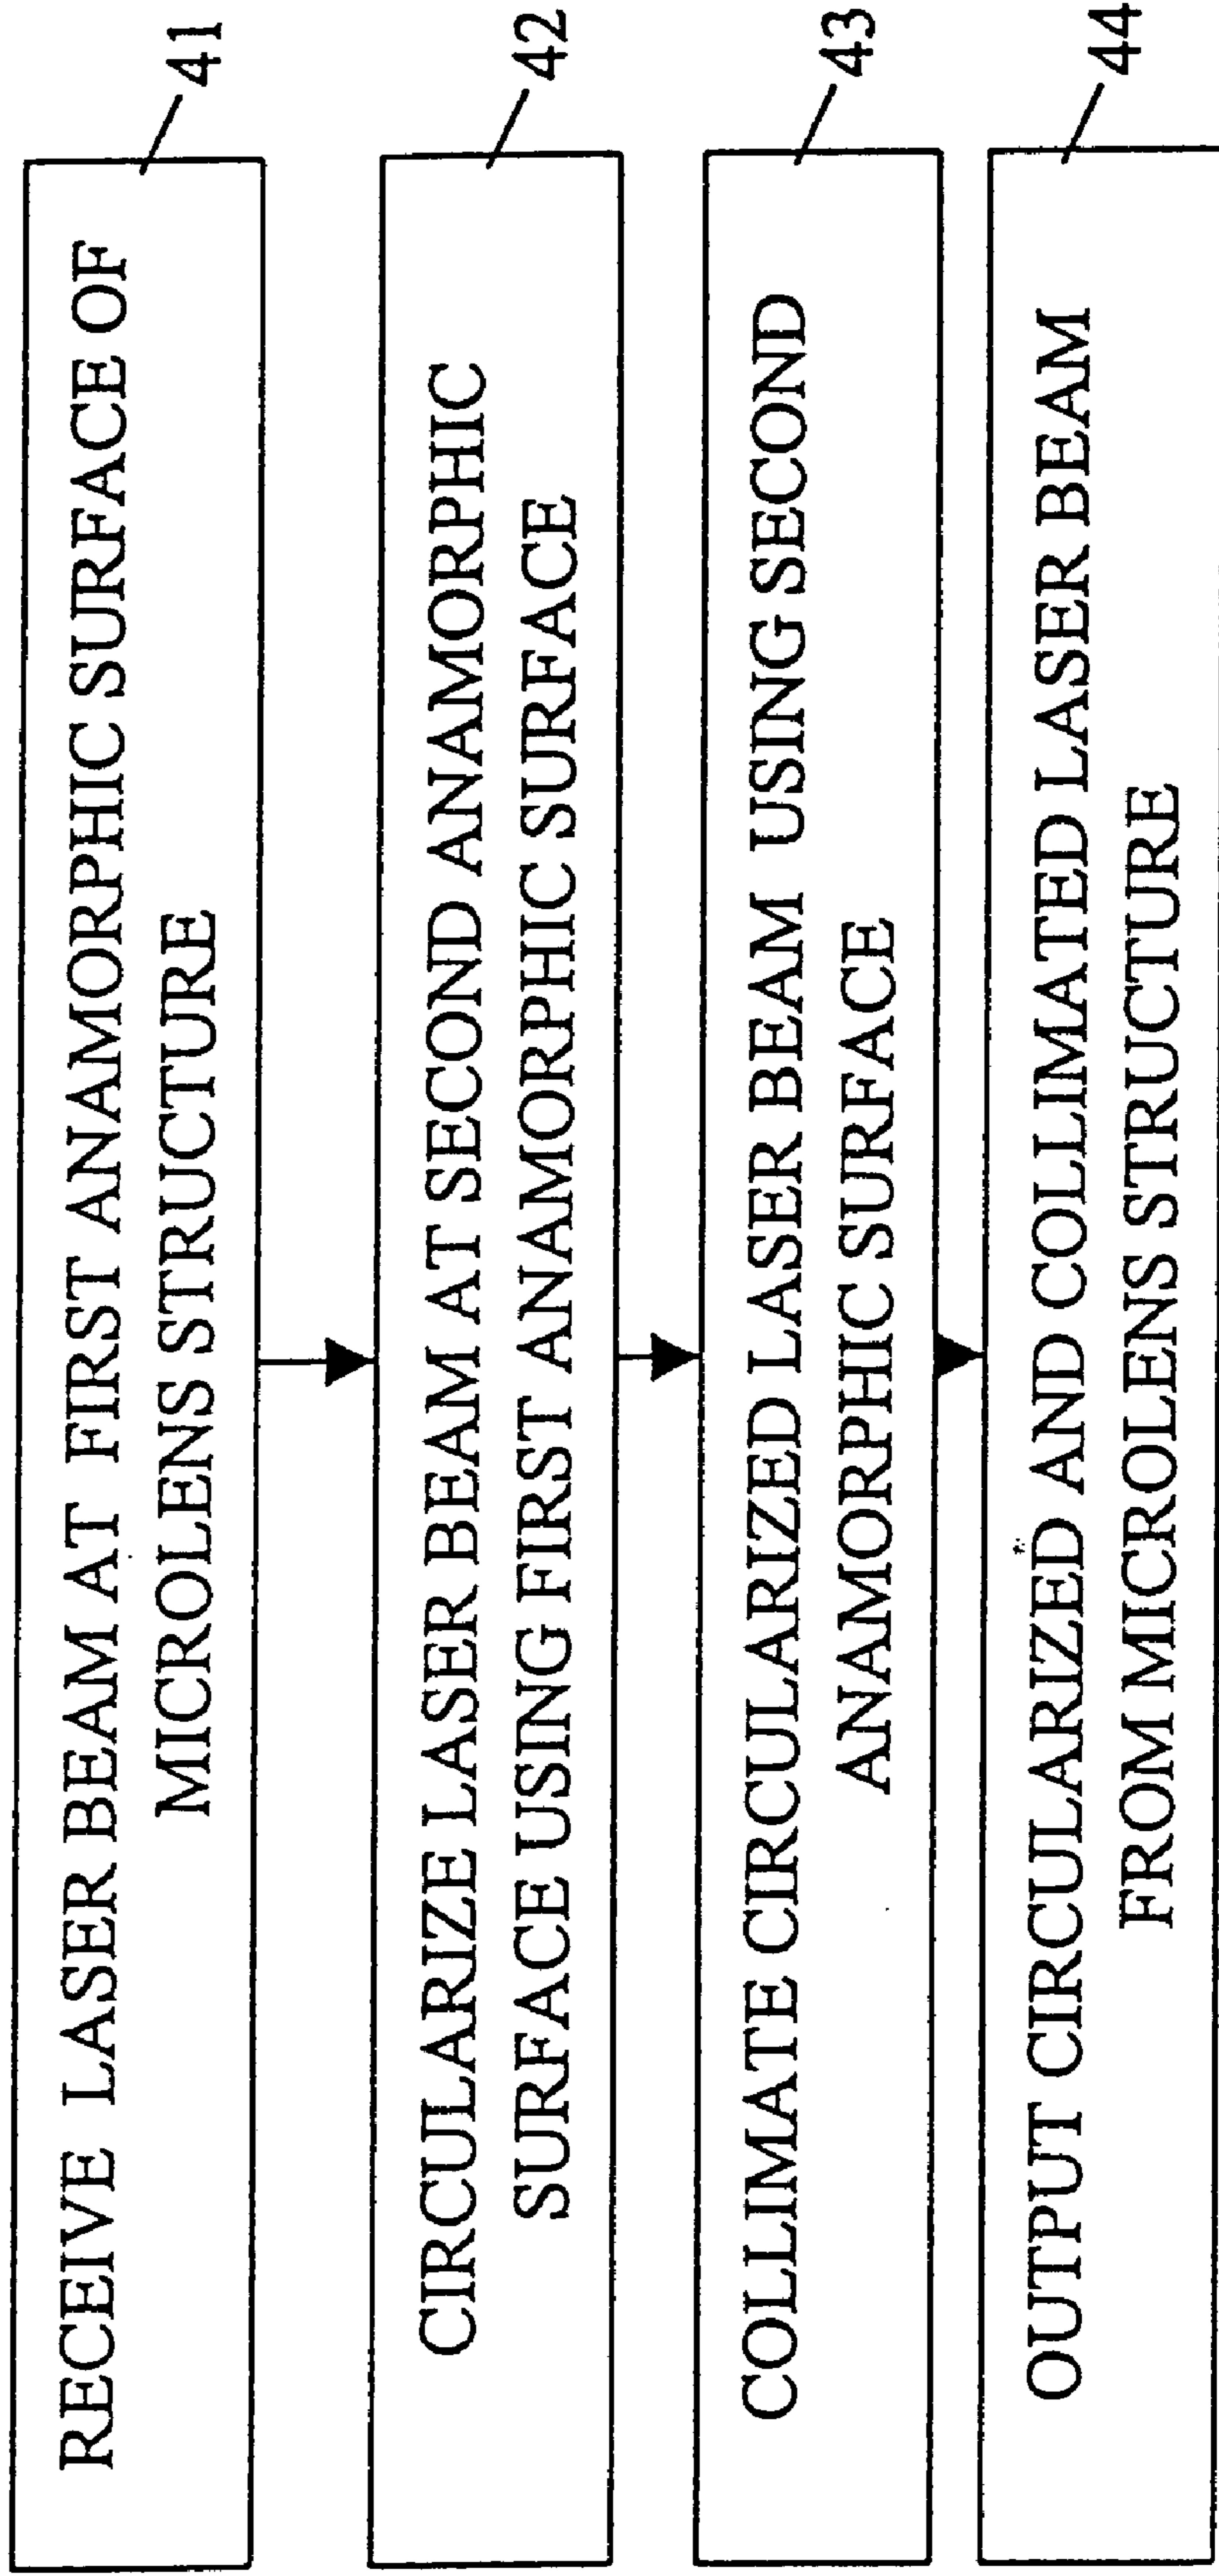 RECEIVE LASER BEAM AT FIRST ANAMORPHIC SURFACE OF
MICROLENS STRUCTURE
41
CIRCULARIZE LASER BEAM AT SECOND ANAMORPHIC
SURFACE USING FIRST ANAMORPHIC SURFACE
42
COLLIMATE CIRCULARIZED LASER BEAM USING SECOND
ANAMORPHIC SURFACE
43
OUTPUT CIRCULARIZED AND COLLIMATED LASER BEAM
FROM MICROLENS STRUCTURE
44